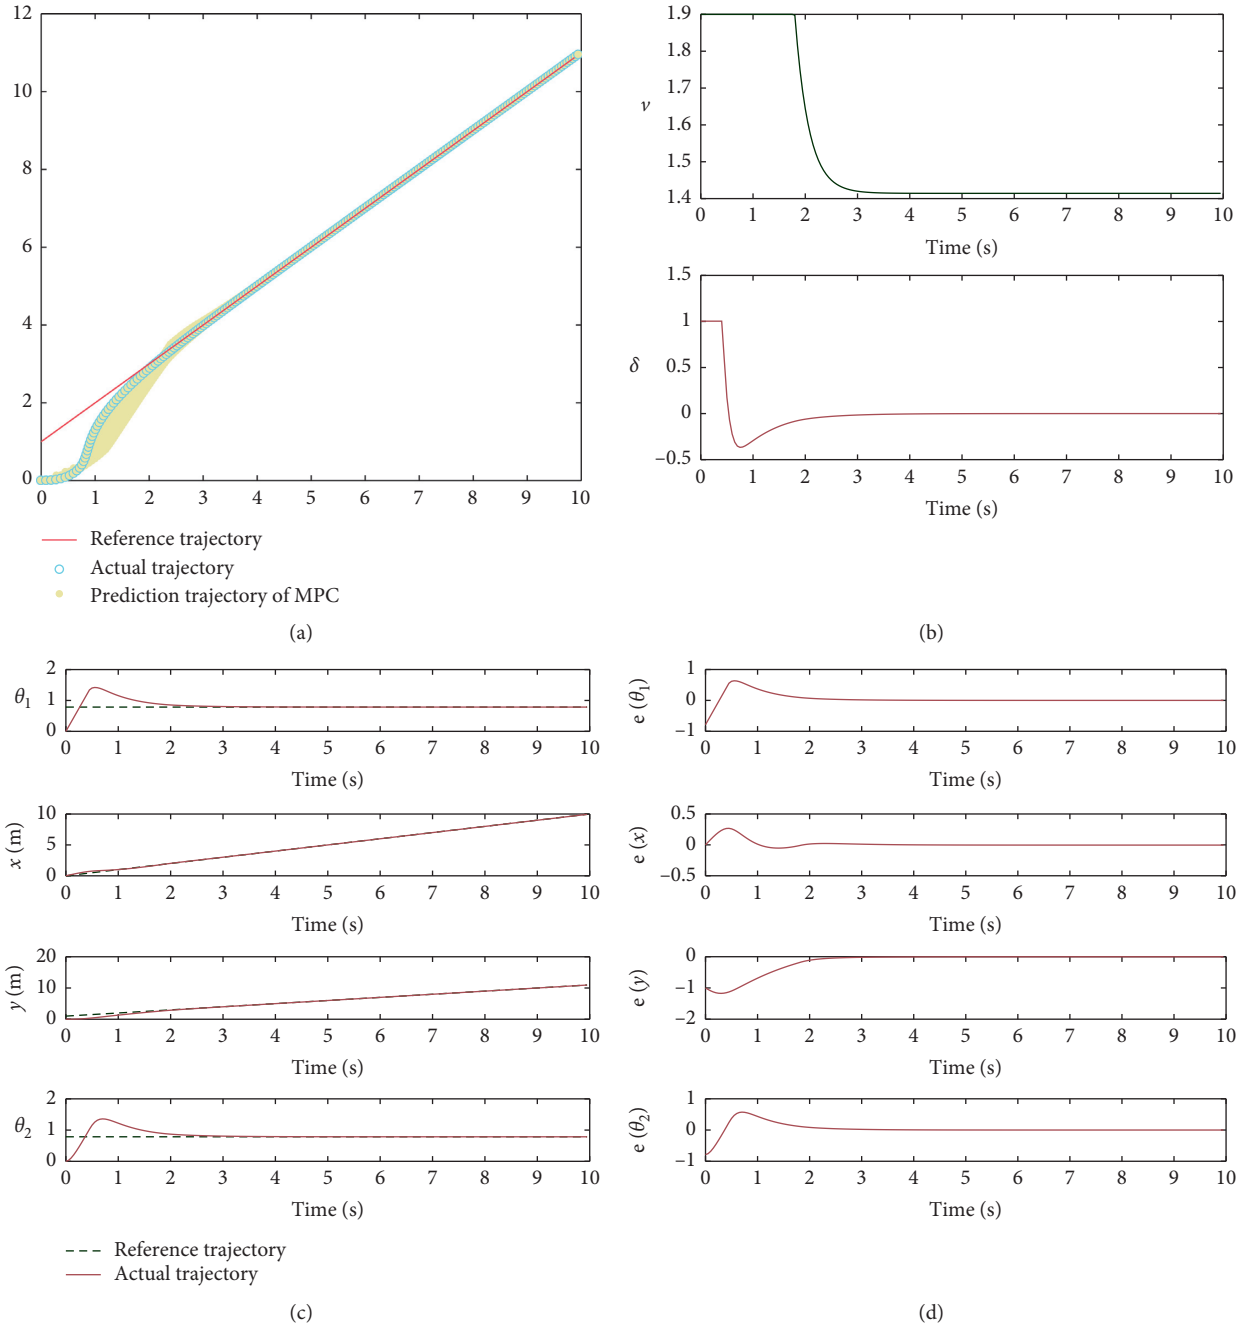 12
10
8
6
4
2
0
0 1 2 3 4 5 6 7 8 9 10
Reference trajectory
Actual trajectory
Prediction trajectory of MPC
(a)
1.9
1.8
1.7
1.6
1.5
1.4
v
0 1 2 3 4 5 6 7 8 9 10
Time (s)
1.5
1
0.5
0
–0.5
δ
0 1 2 3 4 5 6 7 8 9 10
Time (s)
(b)
2
1
0
θ1
0 1 2 3 4 5 6 7 8 9 10
Time (s)
10
5
0
x (m)
0 1 2 3 4 5 6 7 8 9 10
Time (s)
20
10
0
y (m)
0 1 2 3 4 5 6 7 8 9 10
Time (s)
2
1
0
θ2
0 1 2 3 4 5 6 7 8 9 10
Time (s)
Reference trajectory
Actual trajectory
(c)
1
0
–1
e (θ1)
0 1 2 3 4 5 6 7 8 9 10
Time (s)
0.5
0
–0.5
e (x)
0 1 2 3 4 5 6 7 8 9 10
Time (s)
0
–1
–2
e (y)
0 1 2 3 4 5 6 7 8 9 10
Time (s)
1
0
–1
e (θ2)
0 1 2 3 4 5 6 7 8 9 10
Time (s)
(d)